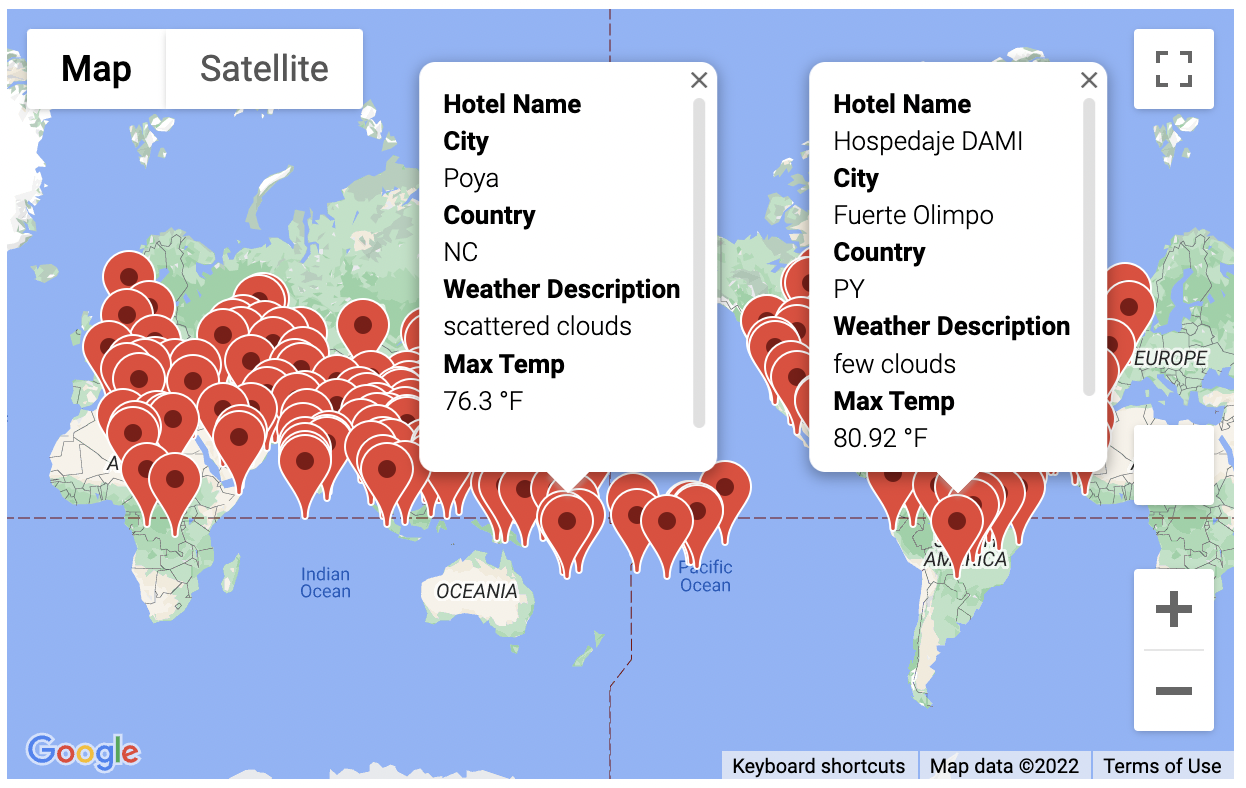 Map
Satellite
Hotel Name
City
Poya
Country
NC
Weather Description
scattered clouds
Max Temp
76.3 °F
Hotel Name
Hospedaje DAMI
City
Fuerte Olimpo
Country
PY
Weather Description
few clouds
Max Temp
80.92 °F
EUROPE
Indian
Ocean
OCEANIA
Pacific
Ocean
AMERICA
Google
Keyboard shortcuts
Map data ©2022
Terms of Use